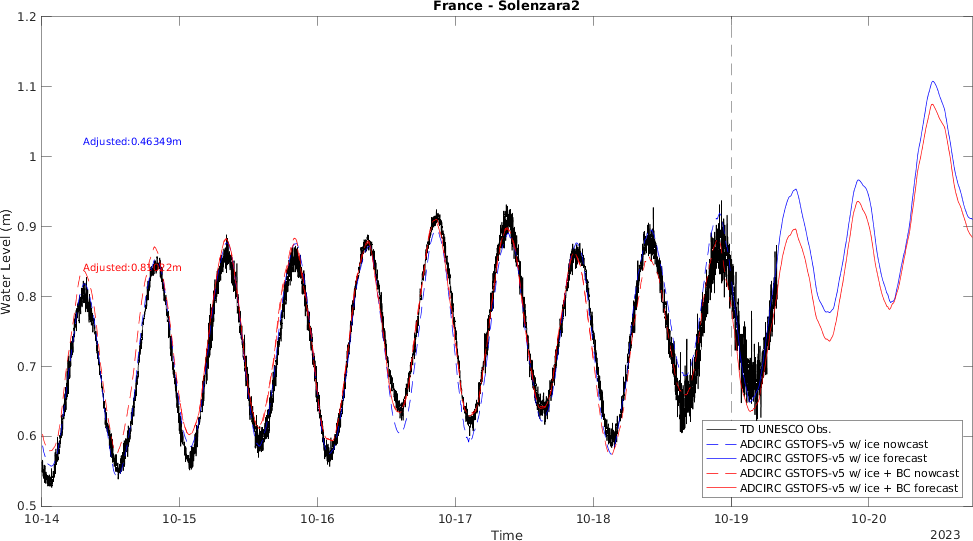 France - Solenzara2
1.2
1.1
1
0.9
0.8
0.7
0.6
0.5
Water Level (m)
Adjusted:0.46349m
10-14
10-15
10-16
10-17
10-18
10-19
10-20
Time
2023
TD UNESCO Obs.
ADCIRC GSTOFS-v5 w/ ice nowcast
ADCIRC GSTOFS-v5 w/ ice forecast
ADCIRC GSTOFS-v5 w/ ice + BC nowcast
ADCIRC GSTOFS-v5 w/ ice + BC forecast